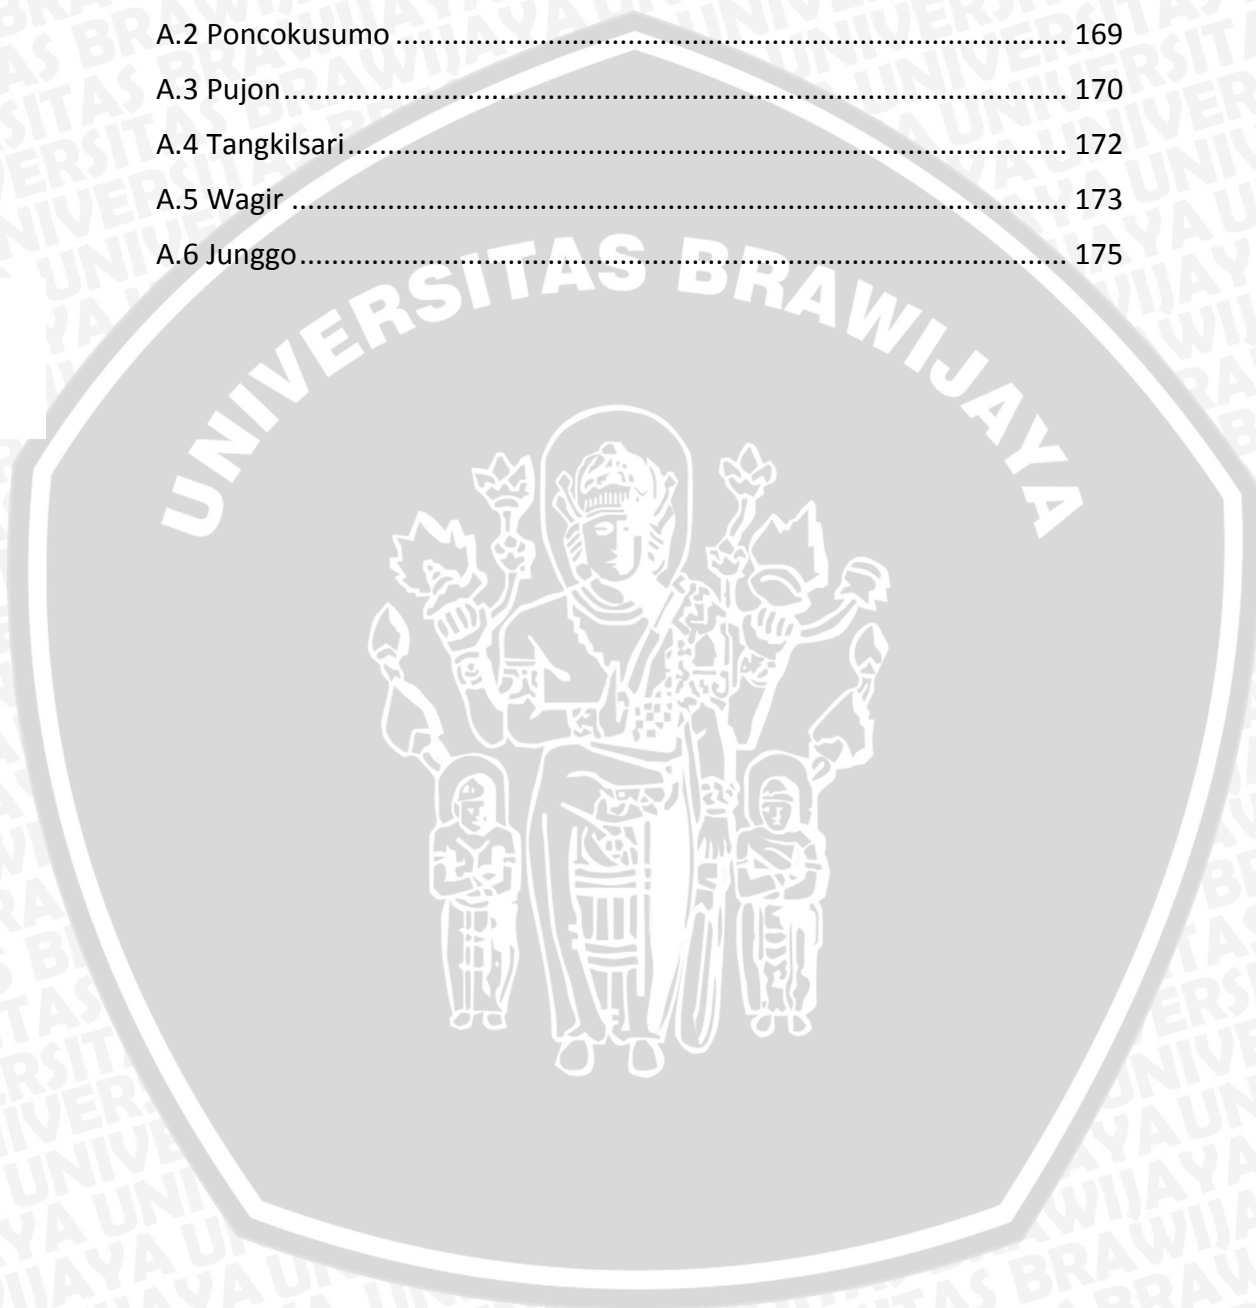 A.2 Poncokusumo ........................................................................................ 169
A.3 Pujon...................................................................................................... 170
A.4 Tangkilsari.............................................................................................. 172
A.5 Wagir ..................................................................................................... 173
A.6 Junggo.................................................................................................... 175
UNIVERSITAS BRAWIJAYA